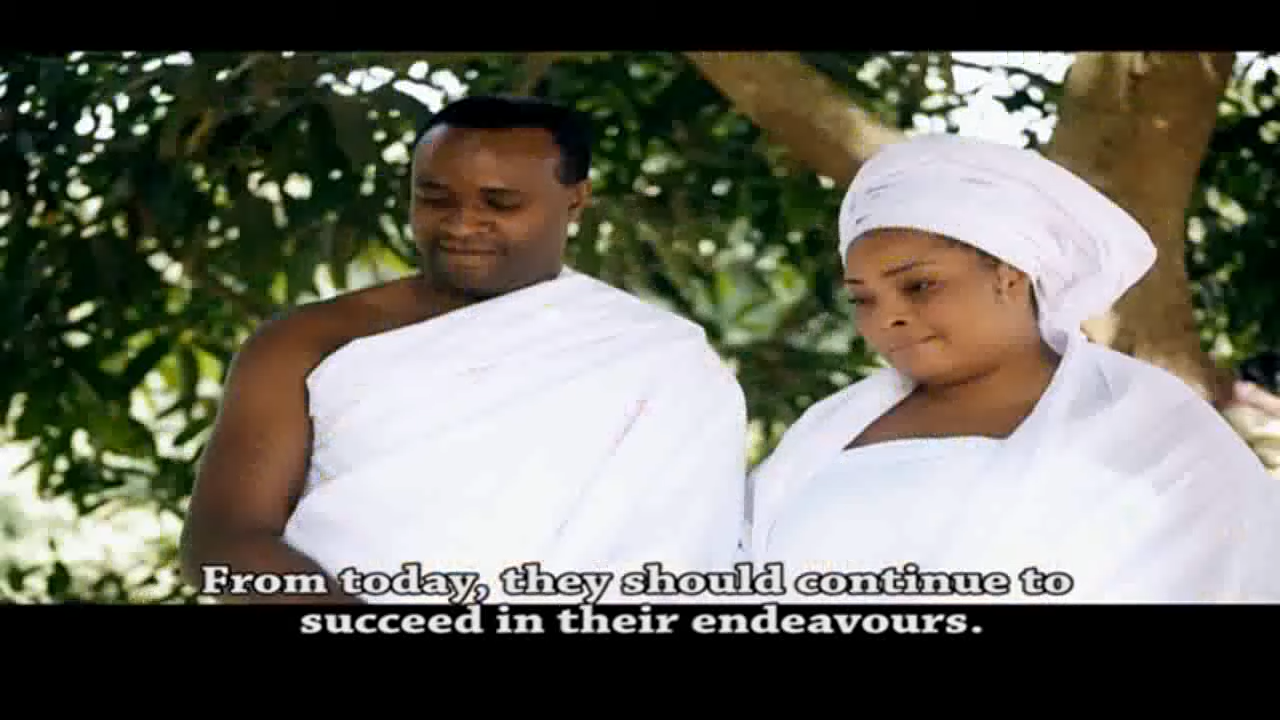 From today, they should continue to
succeed in their endeavours.